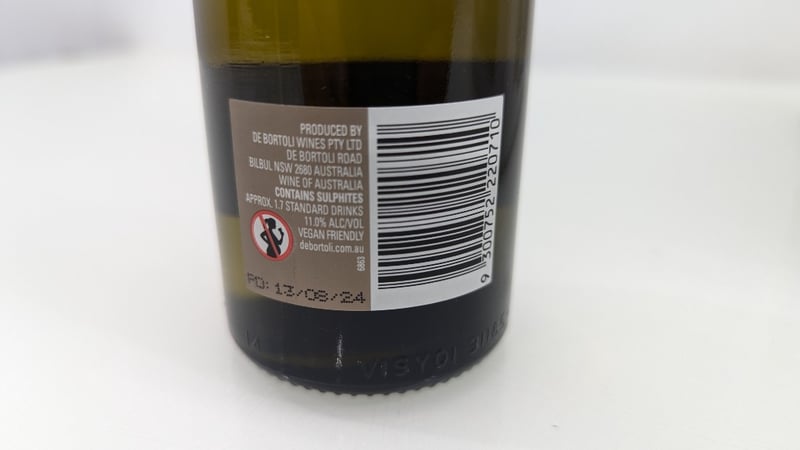 PRODUCED BY
DE BORTOLI WINES PTY LTD
DE BORTOLI ROAD
BILBUL NSW 2680 AUSTRALIA
WINE OF AUSTRALIA
CONTAINS SULPHITES
APPROX. 1.7 STANDARD DRINKS
11.0% ALC/VOL
VEGAN FRIENDLY
debortoli.com.au
6863
PD: 13/08/24
9 300752 220710
14
VISY01